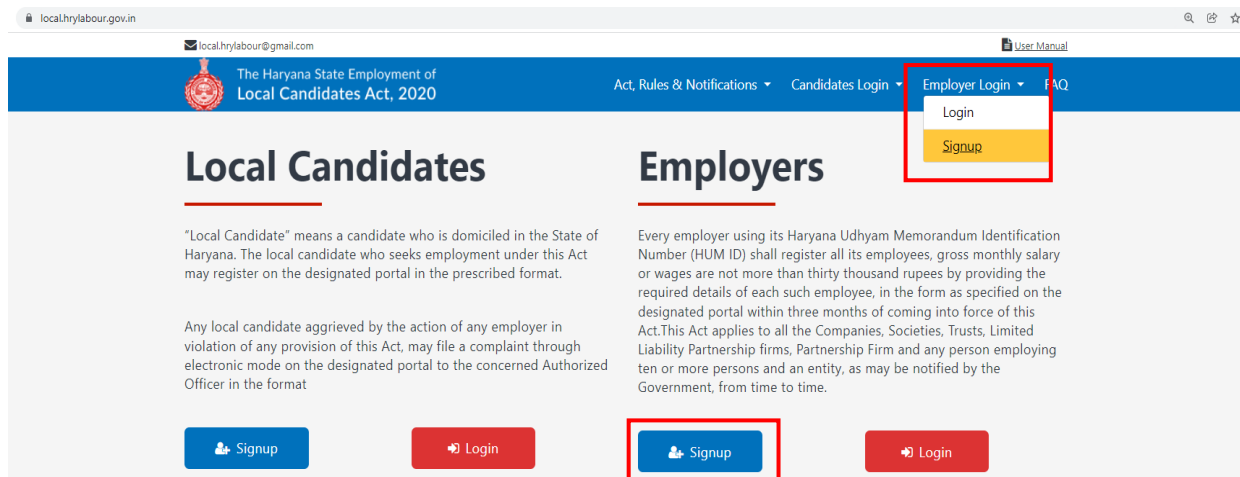 local.hrylabour.gov.in
local.hrylabour@gmail.com
User Manual
The Haryana State Employment of
Local Candidates Act, 2020
Act, Rules & Notifications
Candidates Login
Employer Login
FAQ
Login
Signup
Local Candidates
"Local Candidate" means a candidate who is domiciled in the State of
Haryana. The local candidate who seeks employment under this Act
may register on the designated portal in the prescribed format.
Any local candidate aggrieved by the action of any employer in
violation of any provision of this Act, may file a complaint through
electronic mode on the designated portal to the concerned Authorized
Officer in the format
Signup
Login
Employers
Every employer using its Haryana Udhyam Memorandum Identification
Number (HUM ID) shall register all its employees, gross monthly salary
or wages are not more than thirty thousand rupees by providing the
required details of each such employee, in the form as specified on the
designated portal within three months of coming into force of this
Act.This Act applies to all the Companies, Societies, Trusts, Limited
Liability Partnership firms, Partnership Firm and any person employing
ten or more persons and an entity, as may be notified by the
Government, from time to time.
Signup
Login